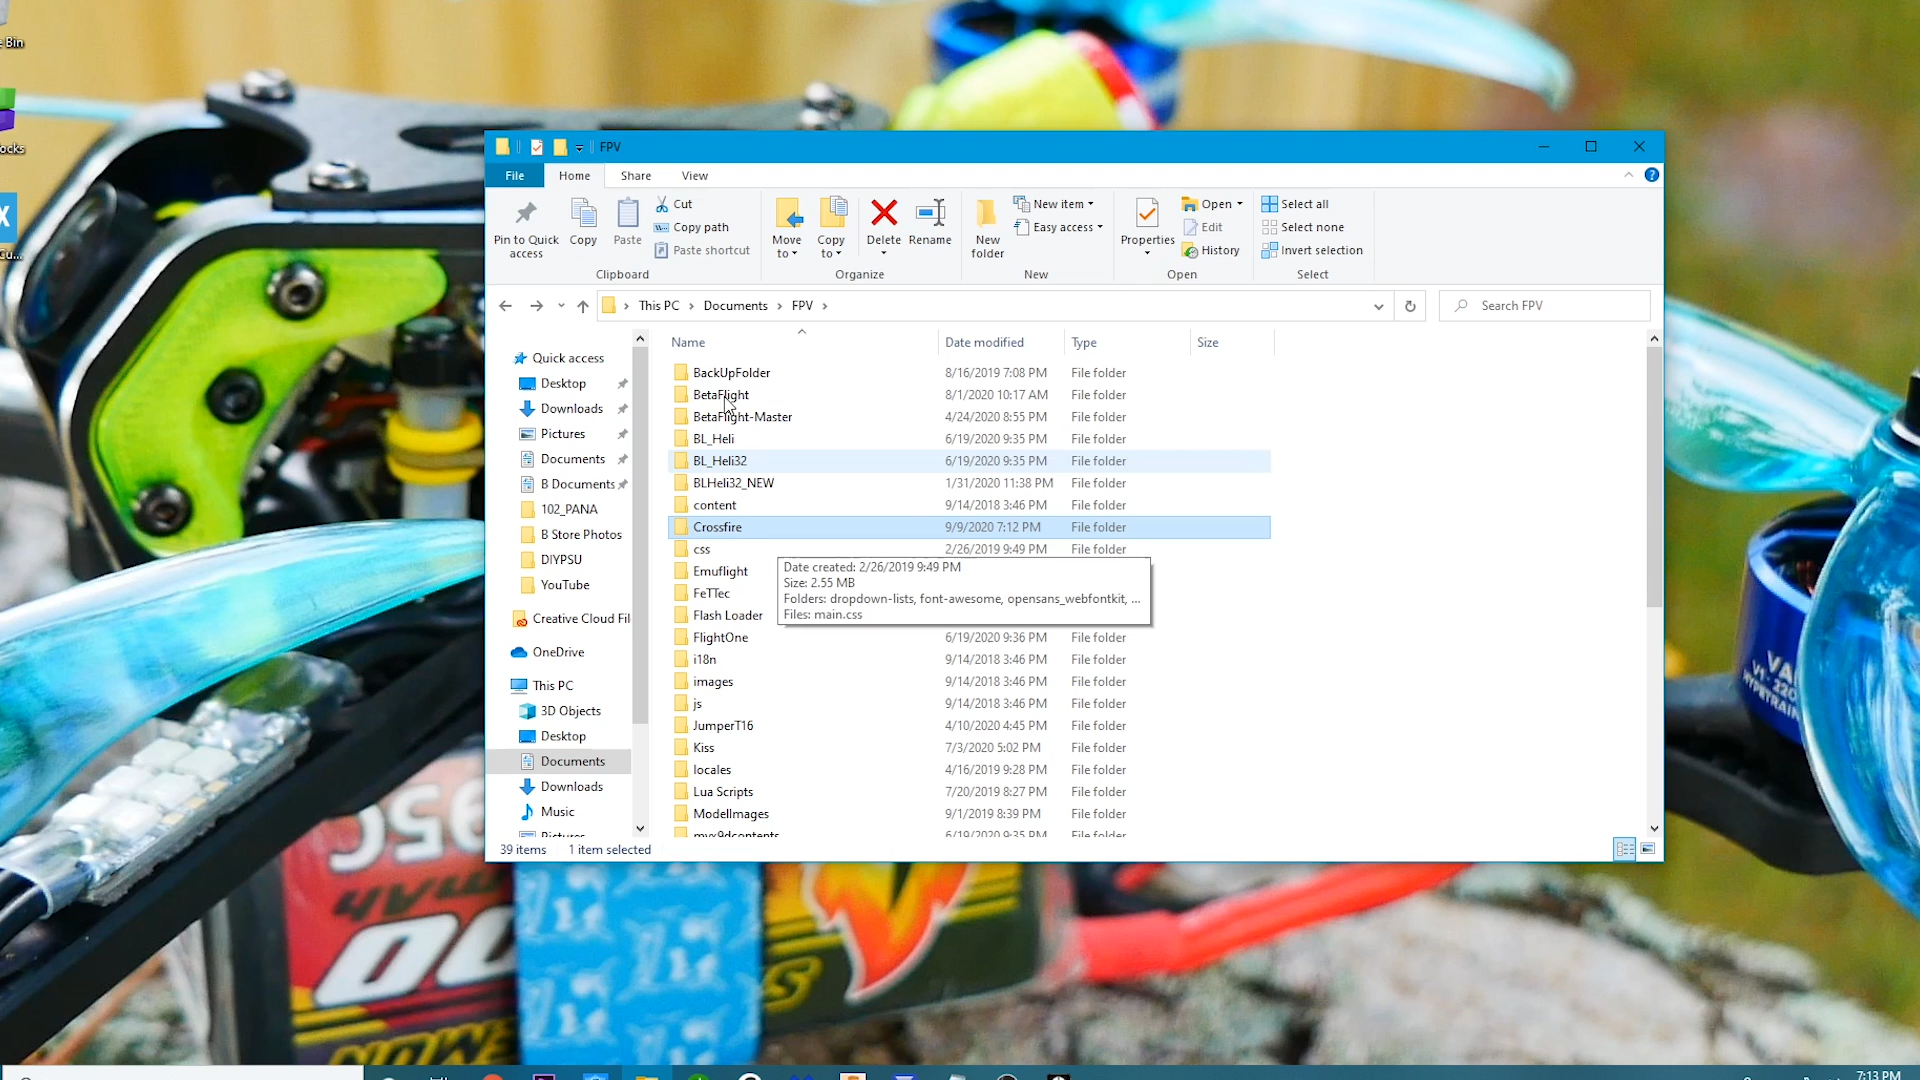 Bin
FPV
File
Home
Share
View
Pin to Quick access
Copy
Paste
Cut
Copy path
Paste shortcut
Clipboard
Move to
Copy to
Delete
Rename
Organize
New folder
New item
Easy access
New
Properties
Open
Edit
History
Open
Select all
Select none
Invert selection
Select
This PC > Documents > FPV >
Search FPV
Quick access
Desktop
Downloads
Pictures
Documents
B Documents
102_PANA
B Store Photos
DIYPSU
YouTube
Creative Cloud Fil
OneDrive
This PC
3D Objects
Desktop
Documents
Downloads
Music
Pictures
Name Date modified Type Size
BackUpFolder 8/16/2019 7:08 PM File folder
BetaFlight 8/1/2020 10:17 AM File folder
BetaFlight-Master 4/24/2020 8:55 PM File folder
BL_Heli 6/19/2020 9:35 PM File folder
BL_Heli32 6/19/2020 9:35 PM File folder
BLHeli32_NEW 1/31/2020 11:38 PM File folder
content 9/14/2018 3:46 PM File folder
Crossfire 9/9/2020 7:12 PM File folder
css 2/26/2019 9:49 PM File folder
Emuflight
FeTTec
Flash Loader
Date created: 2/26/2019 9:49 PM
Size: 2.55 MB
Folders: dropdown-lists, font-awesome, opensans_webfontkit, ...
Files: main.css
FlightOne 6/19/2020 9:36 PM File folder
i18n 9/14/2018 3:46 PM File folder
images 9/14/2018 3:46 PM File folder
js 9/14/2018 3:46 PM File folder
JumperT16 4/10/2020 4:45 PM File folder
Kiss 7/3/2020 5:02 PM File folder
locales 4/16/2019 9:28 PM File folder
Lua Scripts 7/20/2019 8:27 PM File folder
ModelImages 9/1/2019 8:39 PM File folder
myx9dcontents 6/19/2020 9:35 PM File folder
39 items 1 item selected
7:13 PM